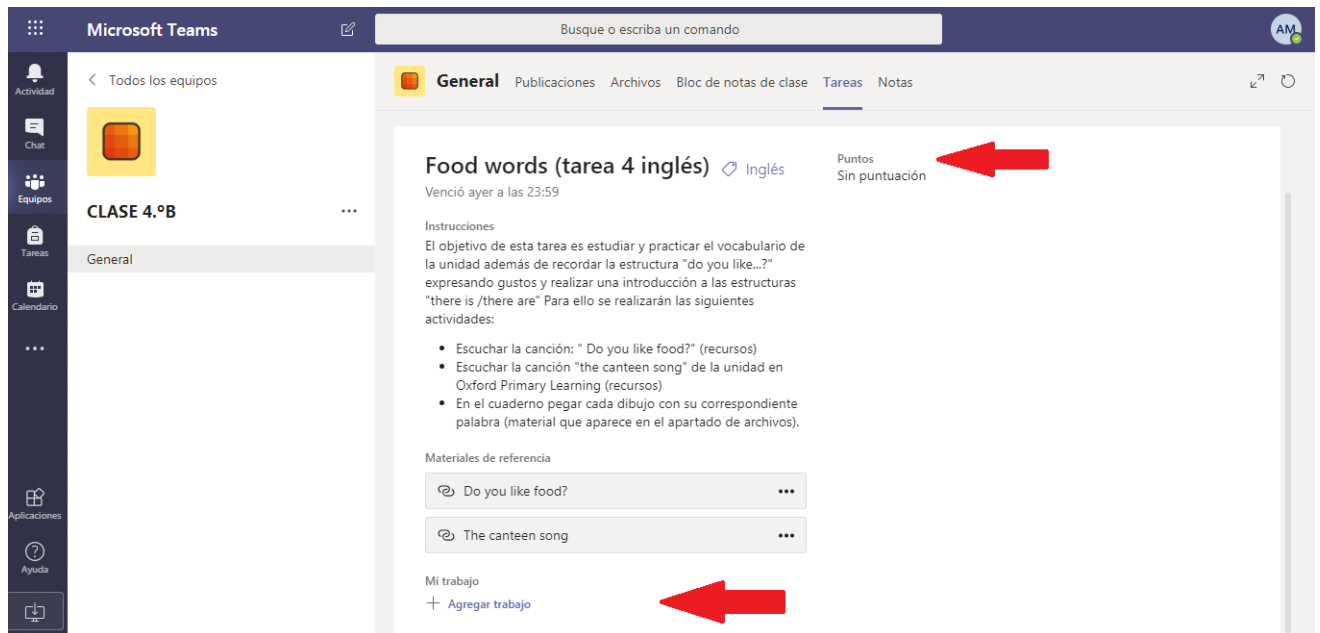 Microsoft Teams
Busque o escriba un comando
AM
Actividad
Chat
Equipos
Tareas
Calendario
Aplicaciones
Ayuda
Todos los equipos
CLASE 4.ºB
General
General Publicaciones Archivos Bloc de notas de clase Tareas Notas
Food words (tarea 4 inglés) Inglés
Venció ayer a las 23:59
Puntos
Sin puntuación
Instrucciones
El objetivo de esta tarea es estudiar y practicar el vocabulario de
la unidad además de recordar la estructura "do you like...?"
expresando gustos y realizar una introducción a las estructuras
"there is /there are" Para ello se realizarán las siguientes
actividades:
• Escuchar la canción: " Do you like food?" (recursos)
• Escuchar la canción "the canteen song" de la unidad en
Oxford Primary Learning (recursos)
• En el cuaderno pegar cada dibujo con su correspondiente
palabra (material que aparece en el apartado de archivos).
Materiales de referencia
Do you like food?
The canteen song
Mi trabajo
+ Agregar trabajo